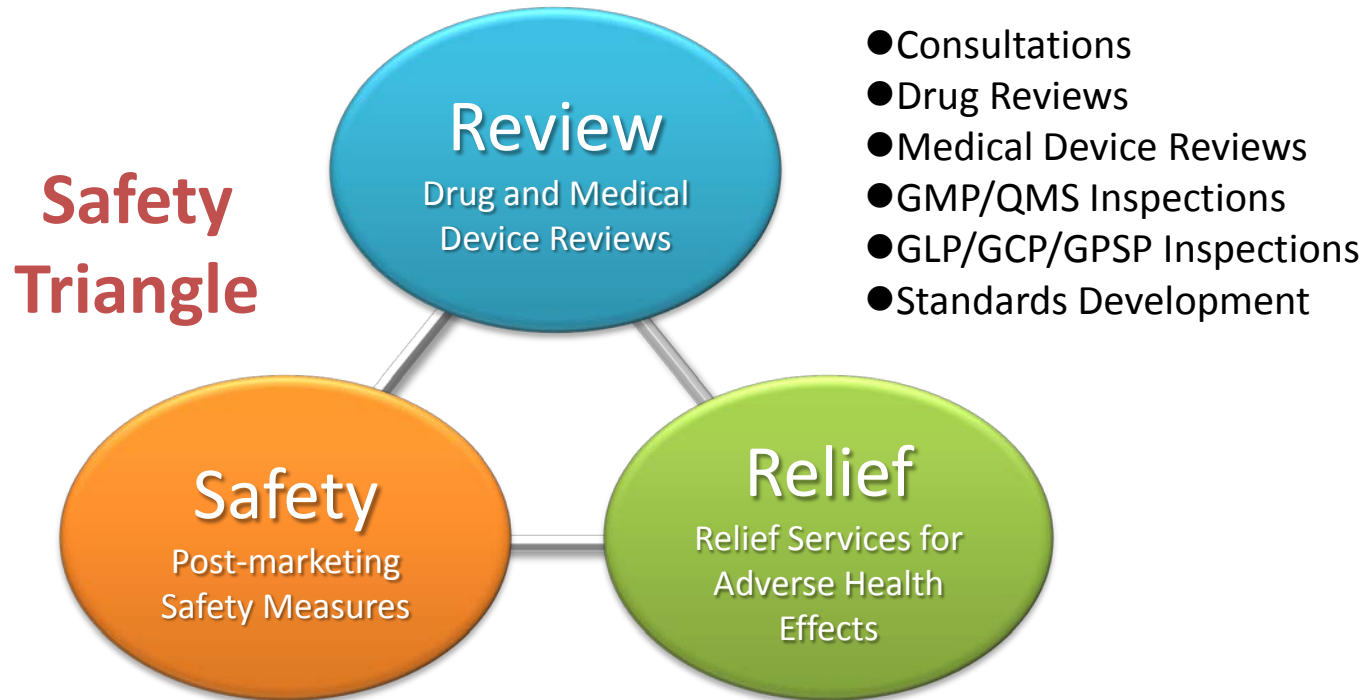 Safety
Triangle
Review
Drug and Medical
Device Reviews
●Consultations
●Drug Reviews
●Medical Device Reviews
●GMP/QMS Inspections
●GLP/GCP/GPSP Inspections
●Standards Development
Safety
Post-marketing
Safety Measures
Relief
Relief Services for
Adverse Health
Effects